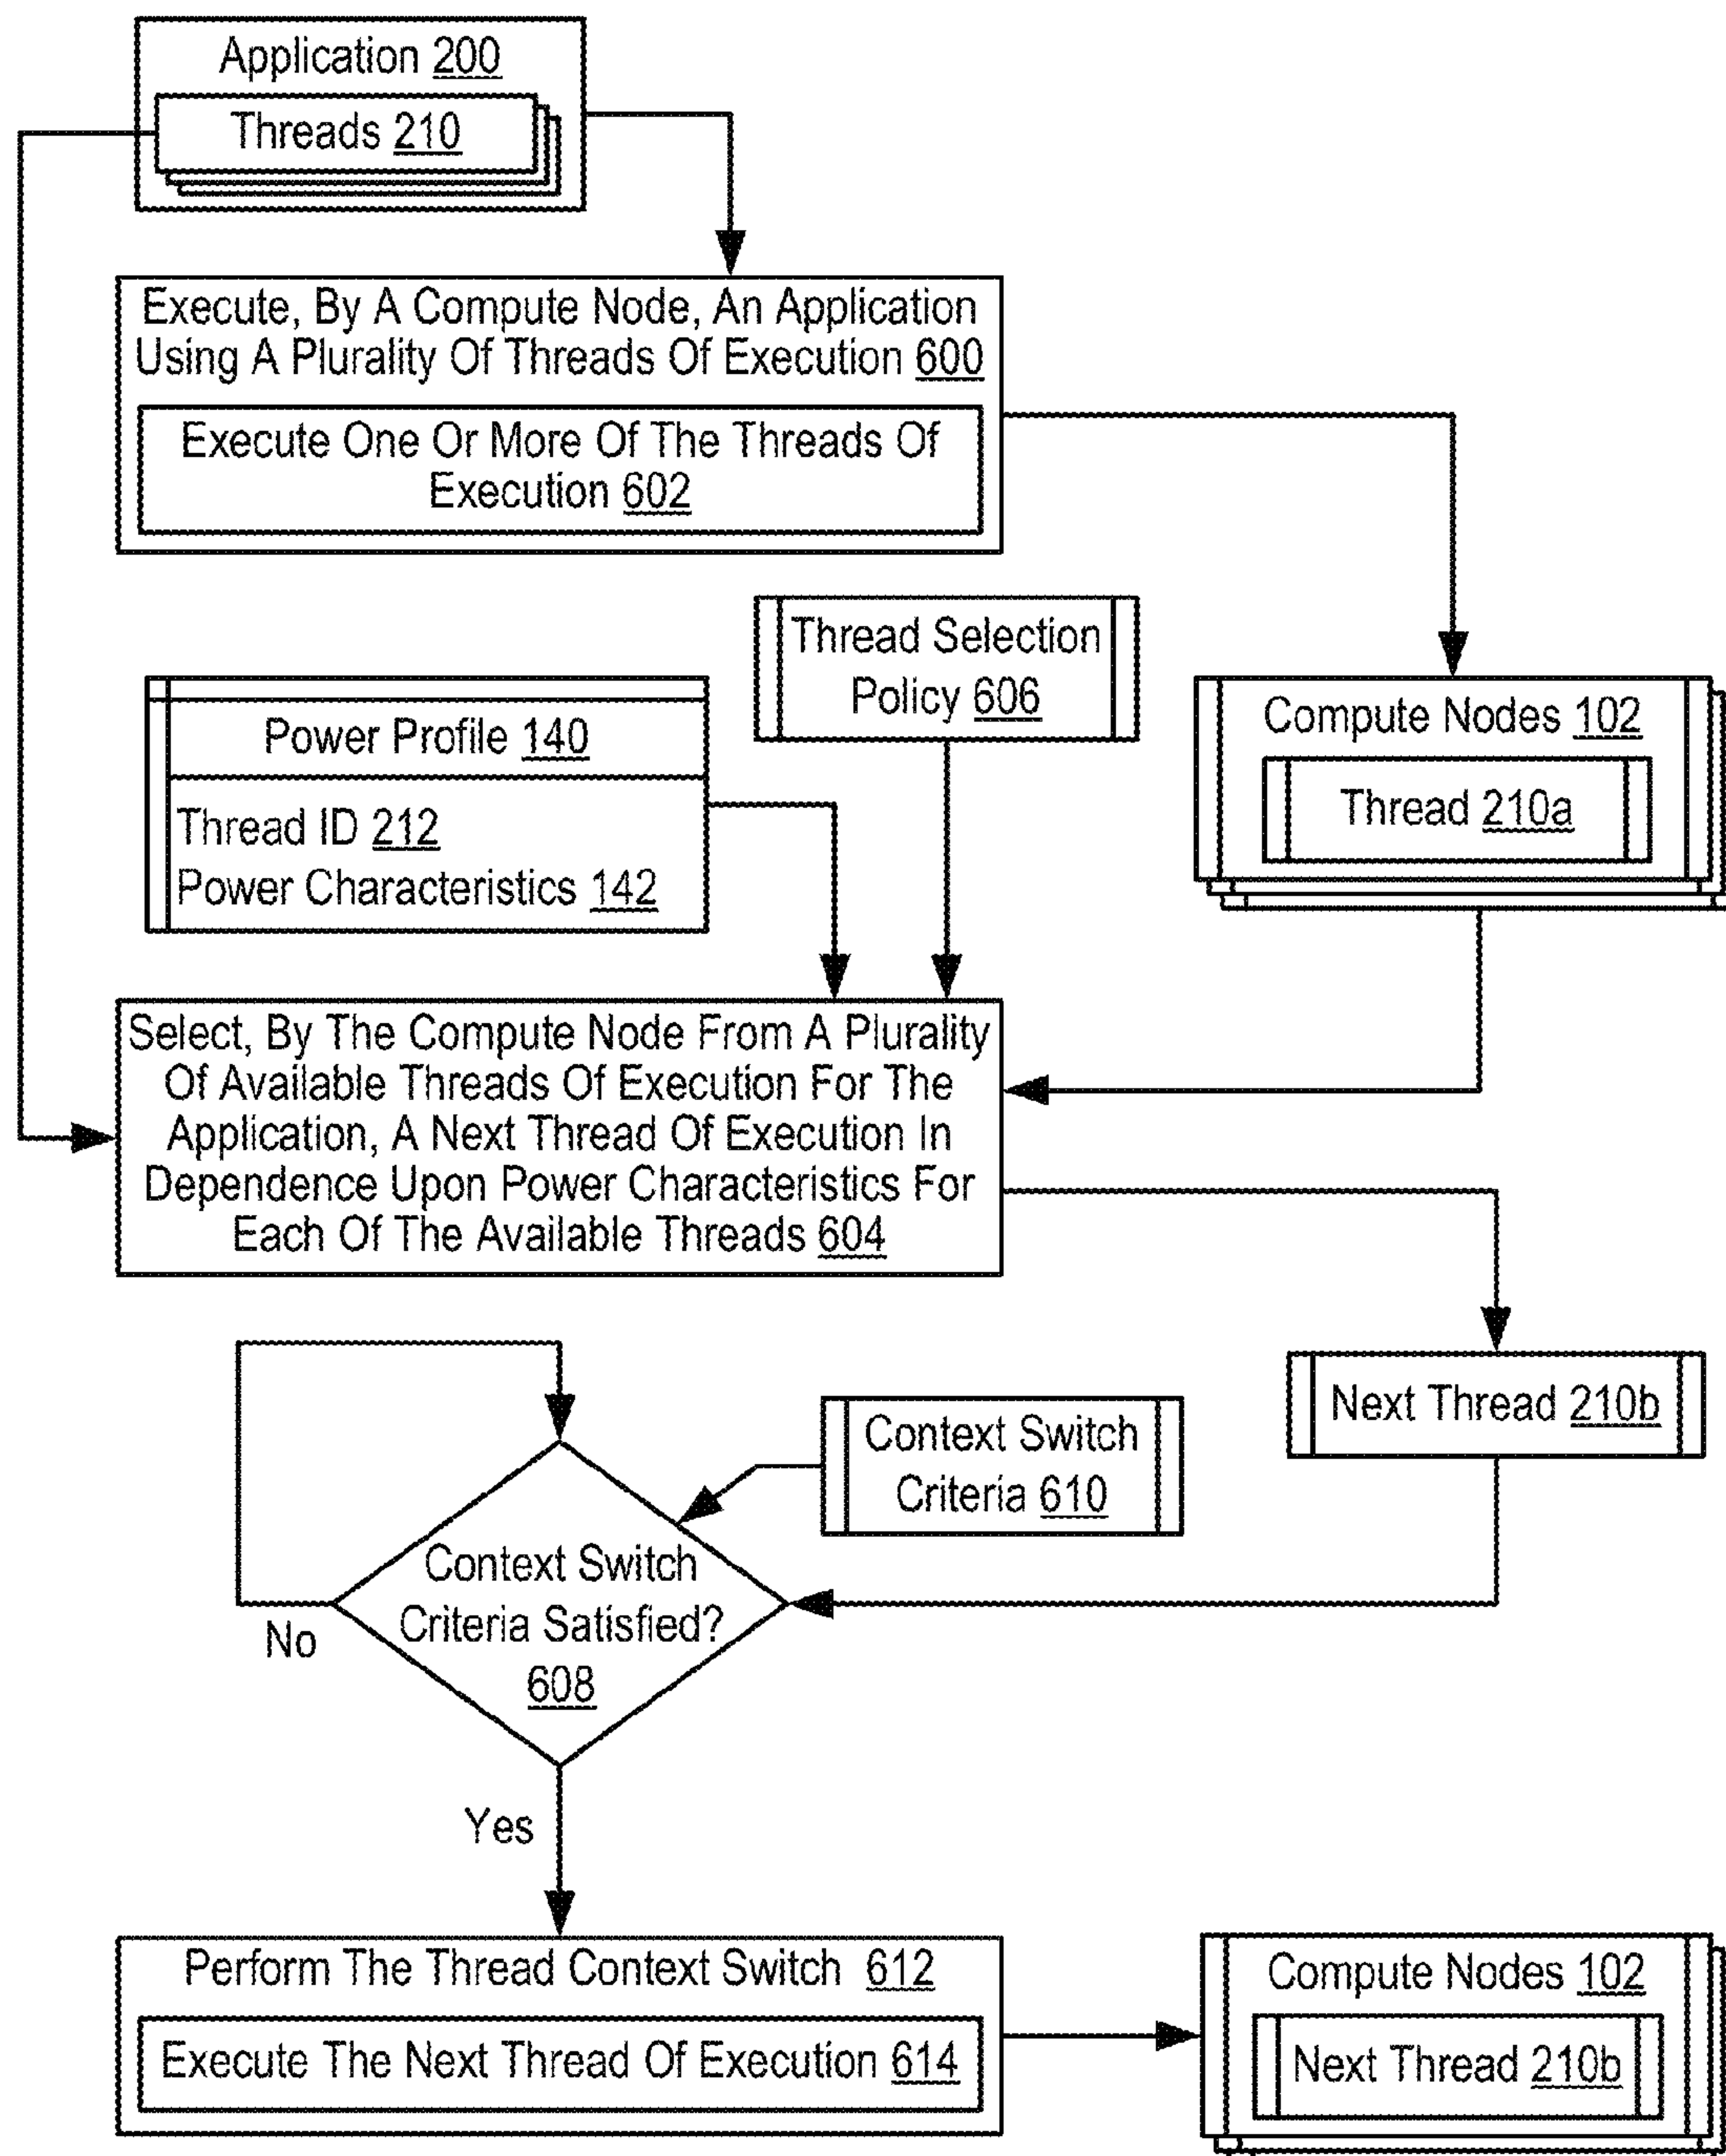 Application 200
Threads 210
Execute, By A Compute Node, An Application
Using A Plurality Of Threads Of Execution 600
Execute One Or More Of The Threads Of
Execution 602
Thread Selection
Policy 606
Power Profile 140
Thread ID 212
Power Characteristics 142
Compute Nodes 102
Thread 210a
Select, By The Compute Node From A Plurality
Of Available Threads Of Execution For The
Application, A Next Thread Of Execution In
Dependence Upon Power Characteristics For
Each Of The Available Threads 604
Next Thread 210b
Context Switch
Criteria 610
Context Switch
Criteria Satisfied?
608
No
Yes
Perform The Thread Context Switch 612
Execute The Next Thread Of Execution 614
Compute Nodes 102
Next Thread 210b